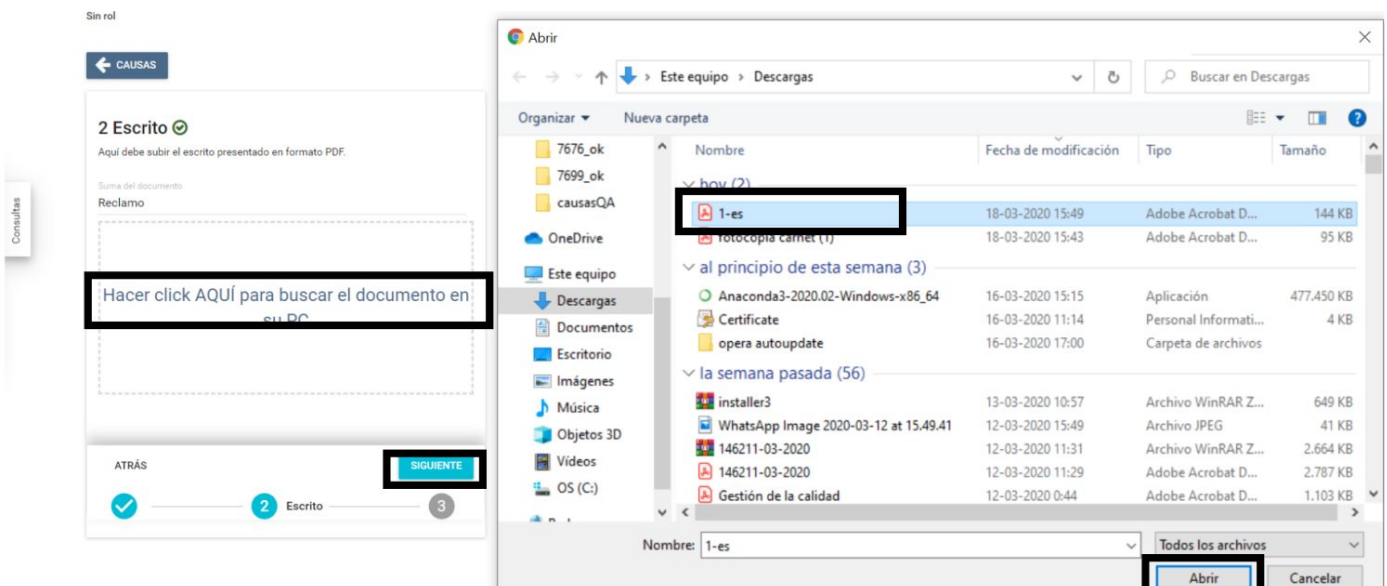 Sin rol
CAUSAS
2 Escrito
Aquí debe subir el escrito presentado en formato PDF.
Suma del documento
Reclamo
Hacer click AQUÍ para buscar el documento en
su PC
ATRÁS
SIGUIENTE
2
Escrito
3
Consultas
Abrir
Este equipo > Descargas
Buscar en Descargas
Organizar
Nueva carpeta
7676_ok
7699_ok
causasQA
OneDrive
Este equipo
Descargas
Documentos
Escritorio
Imágenes
Música
Objetos 3D
Vídeos
OS (C:)
Nombre Fecha de modificación Tipo Tamaño
hoy (2)
1-es 18-03-2020 15:49 Adobe Acrobat D... 144 KB
fotocopia carnet (1) 18-03-2020 15:43 Adobe Acrobat D... 95 KB
al principio de esta semana (3)
Anaconda3-2020.02-Windows-x86_64 16-03-2020 15:15 Aplicación 477.450 KB
Certificate 16-03-2020 11:14 Personal Informati... 4 KB
opera autoupdate 16-03-2020 17:00 Carpeta de archivos
la semana pasada (56)
installer3 13-03-2020 10:57 Archivo WinRAR Z... 649 KB
WhatsApp Image 2020-03-12 at 15.49.41 12-03-2020 15:49 Archivo JPEG 41 KB
146211-03-2020 12-03-2020 11:31 Archivo WinRAR Z... 2.664 KB
146211-03-2020 12-03-2020 11:29 Adobe Acrobat D... 2.787 KB
Gestión de la calidad 12-03-2020 0:44 Adobe Acrobat D... 1.103 KB
Nombre: 1-es
Todos los archivos
Abrir
Cancelar